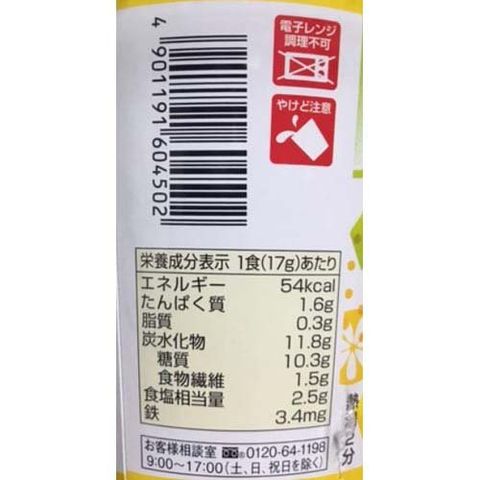 電子レンジ
調理不可
やけど注意
4 901191 604502
栄養成分表示 1食(17g)あたり
エネルギー 54kcal
たんぱく質 1.6g
脂質 0.3g
炭水化物 11.8g
糖質 10.3g
食物繊維 1.5g
食塩相当量 2.5g
鉄 3.4mg
お客様相談室 0120-64-1198
9:00〜17:00(土、日、祝日を除く)
2分